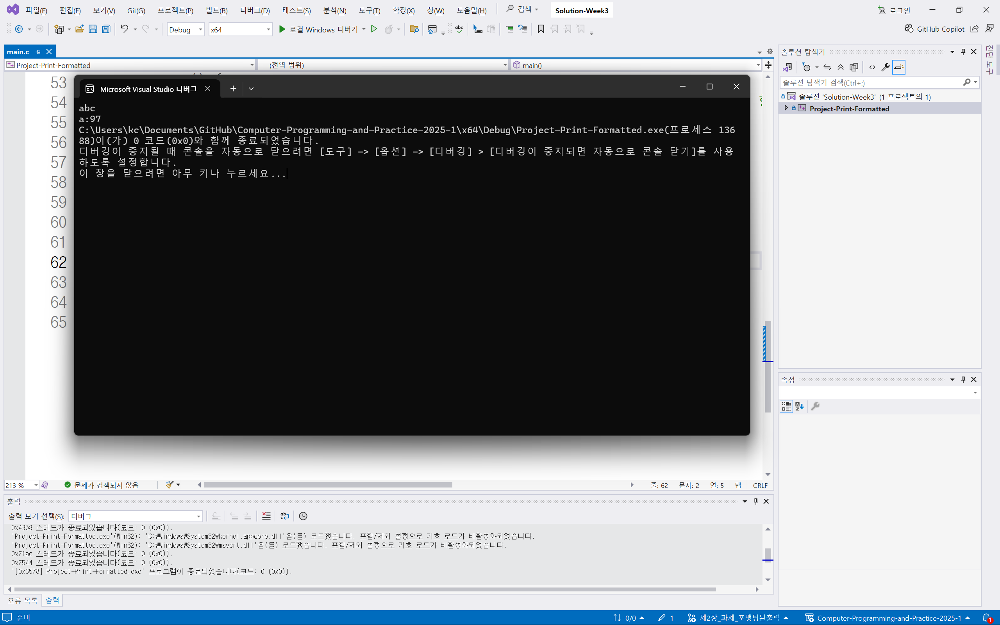 파일(F) 편집(E) 보기(V) Git(G) 프로젝트(P) 빌드(B) 디버그(D) 테스트(S) 분석(N) 도구(T) 확장(X) 창(W) 도움말(H) 검색 Solution-Week3 로그인
Debug x64 로컬 Windows 디버거 GitHub Copilot
main.c
Project-Print-Formatted (전역 범위) main()
53
54
55
56
57
58
59
60
61
62
63
64
65
Microsoft Visual Studio 디버그
abc
a:97
C:\Users\kc\Documents\GitHub\Computer-Programming-and-Practice-2025-1\x64\Debug\Project-Print-Formatted.exe(프로세스 136
88)이(가) 0 코드(0x0)와 함께 종료되었습니다.
디버깅이 중지될 때 콘솔을 자동으로 닫으려면 [도구] -> [옵션] -> [디버깅] > [디버깅이 중지되면 자동으로 콘솔 닫기]를 사용
하도록 설정합니다.
이 창을 닫으려면 아무 키나 누르세요...
213 % 문제가 검색되지 않음 줄: 62 문자: 2 열: 5 탭 CRLF
출력
출력 보기 선택(S): 디버그
0x4358 스레드가 종료되었습니다(코드: 0 (0x0)).
'Project-Print-Formatted.exe'(Win32): 'C:₩Windows₩System32₩kernel.appcore.dll'을(를) 로드했습니다. 포함/제외 설정으로 기호 로드가 비활성화되었습니다.
'Project-Print-Formatted.exe'(Win32): 'C:₩Windows₩System32₩msvcrt.dll'을(를) 로드했습니다. 포함/제외 설정으로 기호 로드가 비활성화되었습니다.
0x7fac 스레드가 종료되었습니다(코드: 0 (0x0)).
0x7544 스레드가 종료되었습니다(코드: 0 (0x0)).
'[0x3578] Project-Print-Formatted.exe' 프로그램이 종료되었습니다(코드: 0 (0x0)).
오류 목록 출력
솔루션 탐색기
솔루션 탐색기 검색(Ctrl+;)
솔루션 'Solution-Week3' (1 프로젝트의 1)
Project-Print-Formatted
속성
진단 도구
준비 0/0 1 제2장_과제_포맷팅된출력 Computer-Programming-and-Practice-2025-1 1